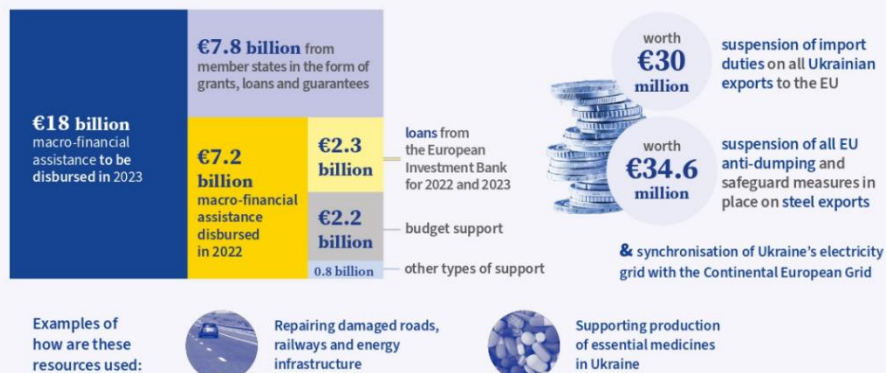 €18 billion
macro-financial
assistance to be
disbursed in 2023
€7.8 billion from
member states in the form of
grants, loans and guarantees
€7.2
billion
macro-financial
assistance
disbursed
in 2022
€2.3
billion
loans from
the European
Investment Bank
for 2022 and 2023
€2.2
billion
budget support
0.8 billion
other types of support
worth
€30
million
suspension of import
duties on all Ukrainian
exports to the EU
worth
€34.6
million
suspension of all EU
anti-dumping and
safeguard measures in
place on steel exports
& synchronisation of Ukraine's electricity
grid with the Continental European Grid
Examples of
how are these
resources used:
Repairing damaged roads,
railways and energy
infrastructure
Supporting production
of essential medicines
in Ukraine